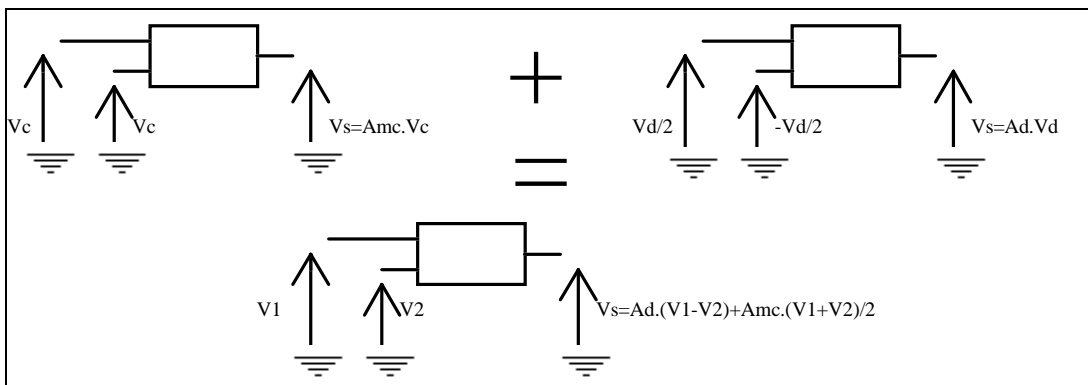 Vc
Vc
Vs=Amc.Vc
+
Vd/2
-Vd/2
Vs=Ad.Vd
=
V1
V2
Vs=Ad.(V1-V2)+Amc.(V1+V2)/2